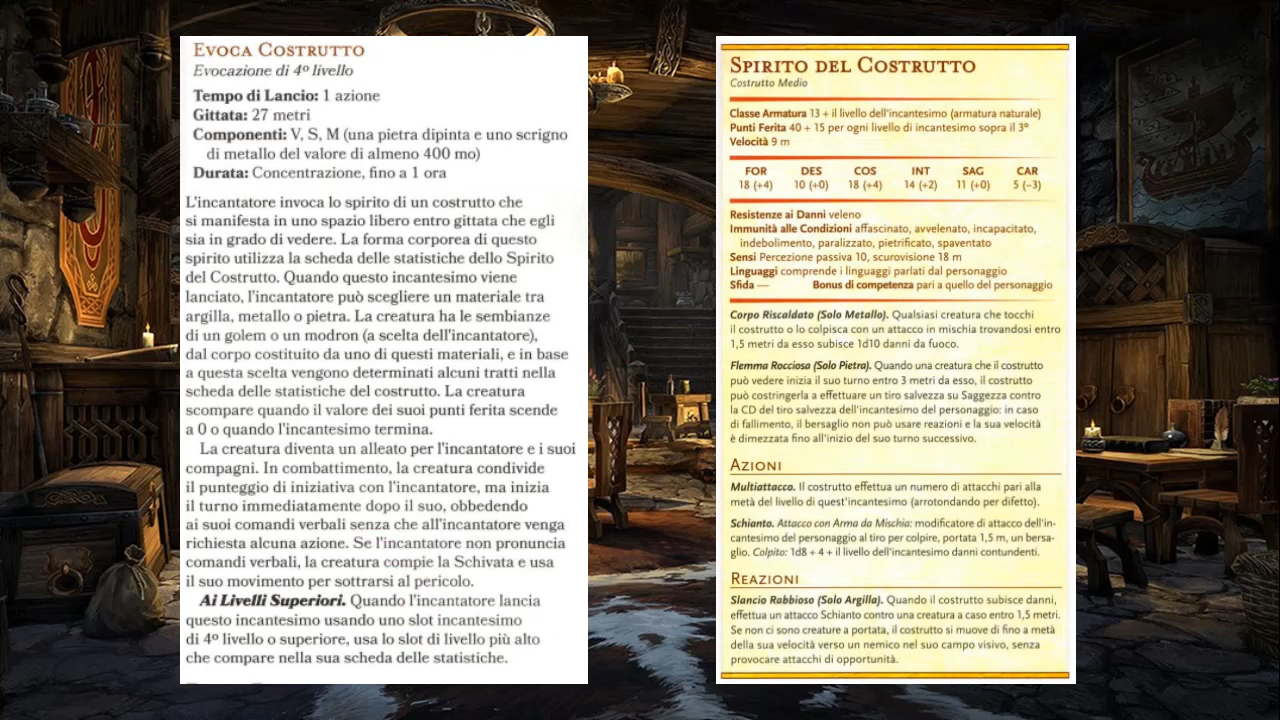 Evoca Costrutto
Evocazione di 4º livello
Tempo di Lancio: 1 azione
Gittata: 27 metri
Componenti: V, S, M (una pietra dipinta e uno scrigno
di metallo del valore di almeno 400 mo)
Durata: Concentrazione, fino a 1 ora
L'incantatore invoca lo spirito di un costrutto che
si manifesta in uno spazio libero entro gittata che egli
sia in grado di vedere. La forma corporea di questo
spirito utilizza la scheda delle statistiche dello Spirito
del Costrutto. Quando questo incantesimo viene
lanciato, l'incantatore può scegliere un materiale tra
argilla, metallo o pietra. La creatura ha le sembianze
di un golem o un modron (a scelta dell'incantatore),
dal corpo costituito da uno di questi materiali, e in base
a questa scelta vengono determinati alcuni tratti nella
scheda delle statistiche del costrutto. La creatura
scompare quando il valore dei suoi punti ferita scende
a 0 o quando l'incantesimo termina.
La creatura diventa un alleato per l'incantatore e i suoi
compagni. In combattimento, la creatura condivide
il punteggio di iniziativa con l'incantatore, ma inizia
il turno immediatamente dopo il suo, obbedendo
ai suoi comandi verbali senza che all'incantatore venga
richiesta alcuna azione. Se l'incantatore non pronuncia
comandi verbali, la creatura compie la Schivata e usa
il suo movimento per sottrarsi al pericolo.
Ai Livelli Superiori. Quando l'incantatore lancia
questo incantesimo usando uno slot incantesimo
di 4º livello o superiore, usa lo slot di livello più alto
che compare nella sua scheda delle statistiche.
Spirito del Costrutto
Costrutto Medio
Classe Armatura 13 + il livello dell'incantesimo (armatura naturale)
Punti Ferita 40 + 15 per ogni livello di incantesimo sopra il 3º
Velocità 9 m
FOR DES COS INT SAG CAR
18 (+4) 10 (+0) 18 (+4) 14 (+2) 11 (+0) 5 (−3)
Resistenze ai Danni veleno
Immunità alle Condizioni affascinato, avvelenato, incapacitato,
indebolimento, paralizzato, pietrificato, spaventato
Sensi Percezione passiva 10, scurovisione 18 m
Linguaggi comprende i linguaggi parlati dal personaggio
Sfida — Bonus di competenza pari a quello del personaggio
Corpo Riscaldato (Solo Metallo). Qualsiasi creatura che tocchi
il costrutto o lo colpisca con un attacco in mischia trovandosi entro
1,5 metri da esso subisce 1d10 danni da fuoco.
Flemma Rocciosa (Solo Pietra). Quando una creatura che il costrutto
può vedere inizia il suo turno entro 3 metri da esso, il costrutto
può costringerla a effettuare un tiro salvezza su Saggezza contro
la CD del tiro salvezza dell'incantesimo del personaggio: in caso
di fallimento, il bersaglio non può usare reazioni e la sua velocità
è dimezzata fino all'inizio del suo turno successivo.
Azioni
Multiattacco. Il costrutto effettua un numero di attacchi pari alla
metà del livello di quest'incantesimo (arrotondando per difetto).
Schianto. Attacco con Arma da Mischia: modificatore di attacco dell'in-
cantesimo del personaggio al tiro per colpire, portata 1,5 m, un bersa-
glio. Colpito: 1d8 + 4 + il livello dell'incantesimo danni contundenti.
Reazioni
Slancio Rabbioso (Solo Argilla). Quando il costrutto subisce danni,
effettua un attacco Schianto contro una creatura a caso entro 1,5 metri.
Se non ci sono creature a portata, il costrutto si muove di fino a metà
della sua velocità verso un nemico nel suo campo visivo, senza
provocare attacchi di opportunità.